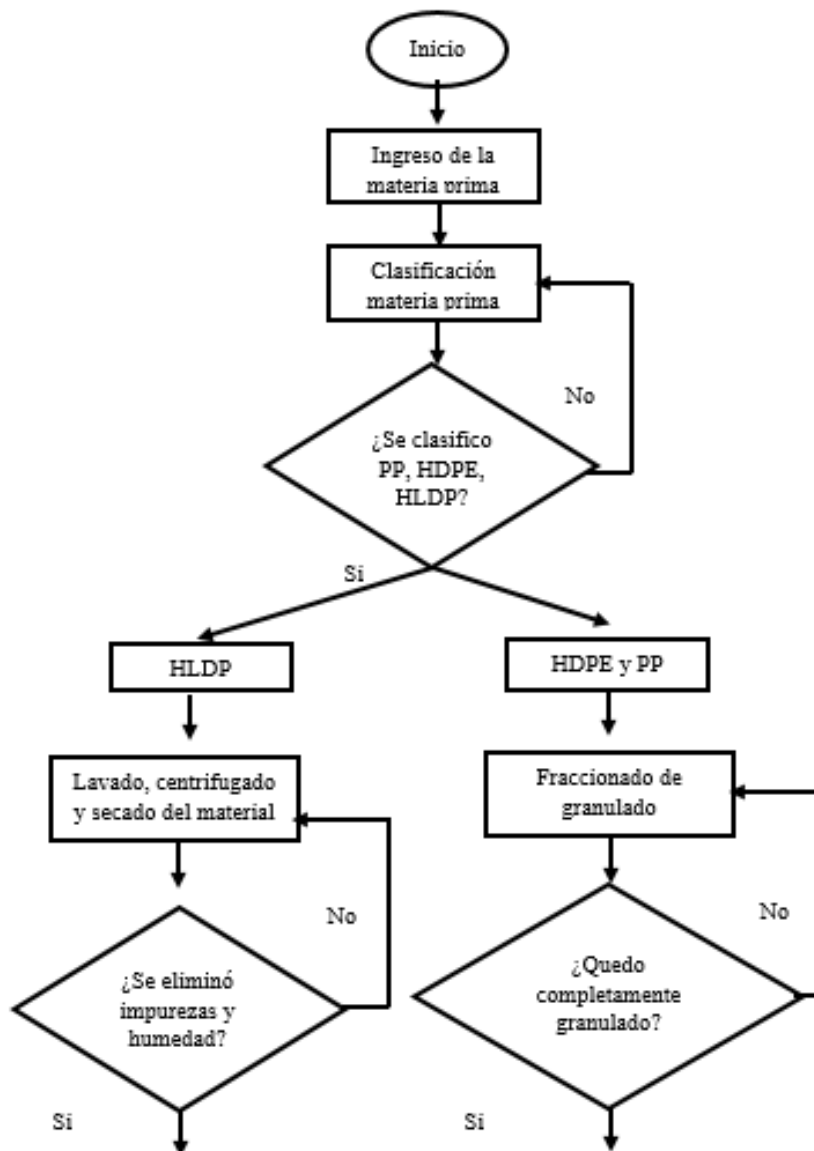 Inicio
Ingreso de la
materia prima
Clasificación
materia prima
No
¿Se clasifico
PP, HDPE,
HLDP?
Si
HLDP
HDPE y PP
Lavado, centrifugado
y secado del material
Fraccionado de
granulado
No
No
¿Se eliminó
impurezas y
humedad?
¿Quedo
completamente
granulado?
Si
Si